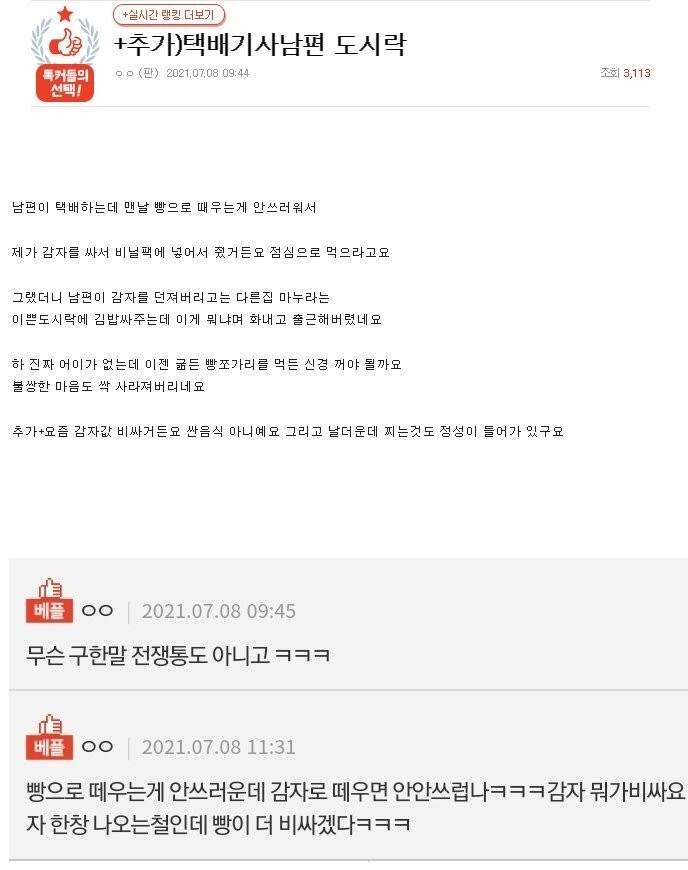 +실시간 랭킹 더보기
톡커들의
선택!
+추가)택배기사남편 도시락
ㅇㅇ (판) 2021.07.08 09:44
조회 3,113
남편이 택배하는데 맨날 빵으로 때우는게 안쓰러워서
제가 감자를 싸서 비닐팩에 넣어서 줬거든요 점심으로 먹으라고요
그랬더니 남편이 감자를 던져버리고는 다른집 마누라는
이쁜도시락에 김밥싸주는데 이게 뭐냐며 화내고 출근해버렸네요
하 진짜 어이가 없는데 이젠 굶든 빵쪼가리를 먹든 신경 꺼야 될까요
불쌍한 마음도 싹 사라져버리네요
추가+요즘 감자값 비싸거든요 싼음식 아니예요 그리고 날더운데 찌는것도 정성이 들어가 있구요
베플 ㅇㅇ | 2021.07.08 09:45
무슨 구한말 전쟁통도 아니고 ㅋㅋㅋ
베플 ㅇㅇ | 2021.07.08 11:31
빵으로 떼우는게 안쓰러운데 감자로 떼우면 안안쓰럽나ㅋㅋㅋ감자 뭐가비싸요
자 한창 나오는철인데 빵이 더 비싸겠다ㅋㅋㅋ